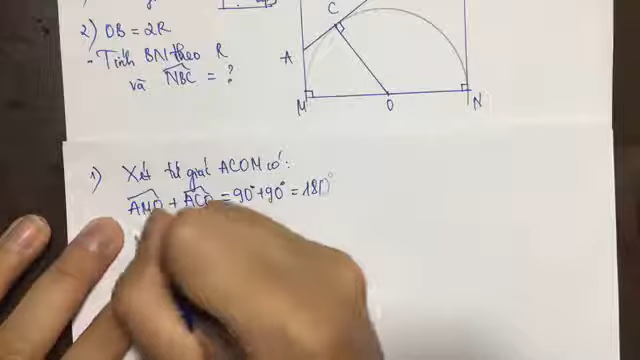 2) OB = 2R
- Tính BN theo R
và NBC = ?
C
A
M
O
N
1) Xét tứ giác ACOM có:
AMO + ACO = 90° + 90° = 180°